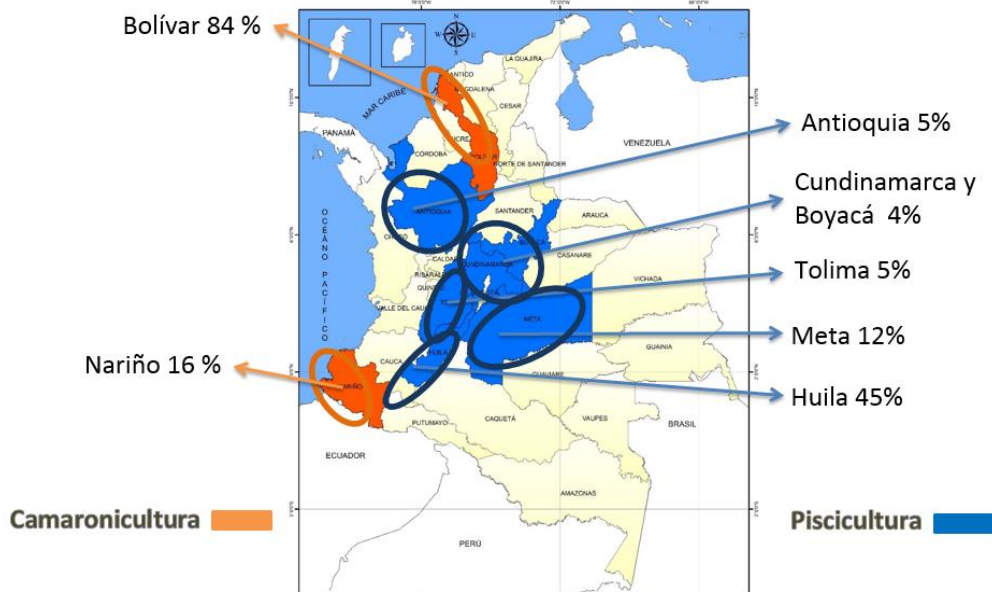 Bolívar 84 %
Antioquia 5%
Cundinamarca y
Boyacá 4%
Tolima 5%
Meta 12%
Huila 45%
Nariño 16 %
Camaronicultura
Piscicultura
N
S
E
MAR CARIBE
PANAMÁ
OCÉANO PACÍFICO
VENEZUELA
BRASIL
ECUADOR
PERÚ
LA GUAJIRA
CESAR
CÓRDOBA
NORTE DE SANTANDER
ANTIOQUIA
SANTANDER
ARAUCA
CASANARE
VICHADA
META
GUAINIA
CAUCA
HUILA
GUAVIARE
CAQUETÁ
VAUPES
PUTUMAYO
AMAZONAS